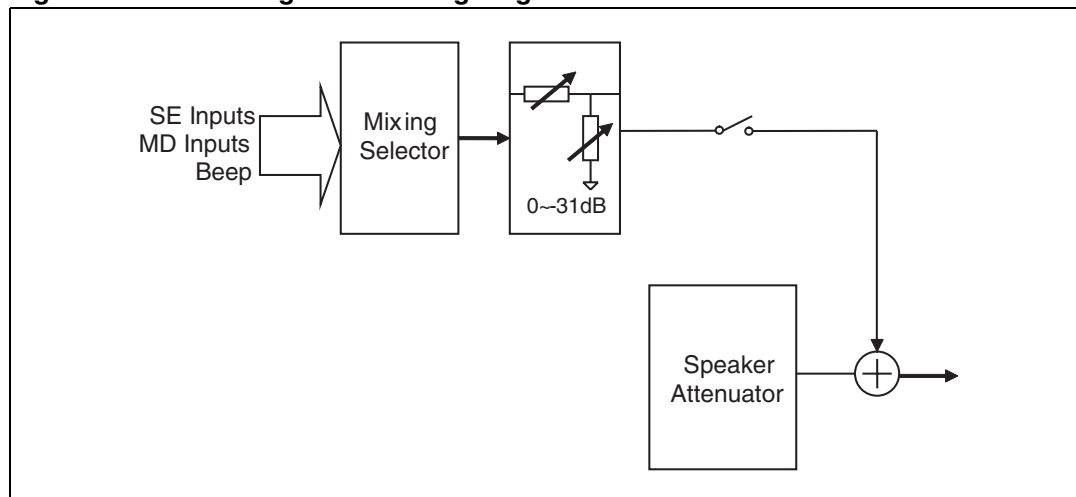 SE Inputs
MD Inputs
Beep
Mixing
Selector
0~-31dB
Speaker
Attenuator